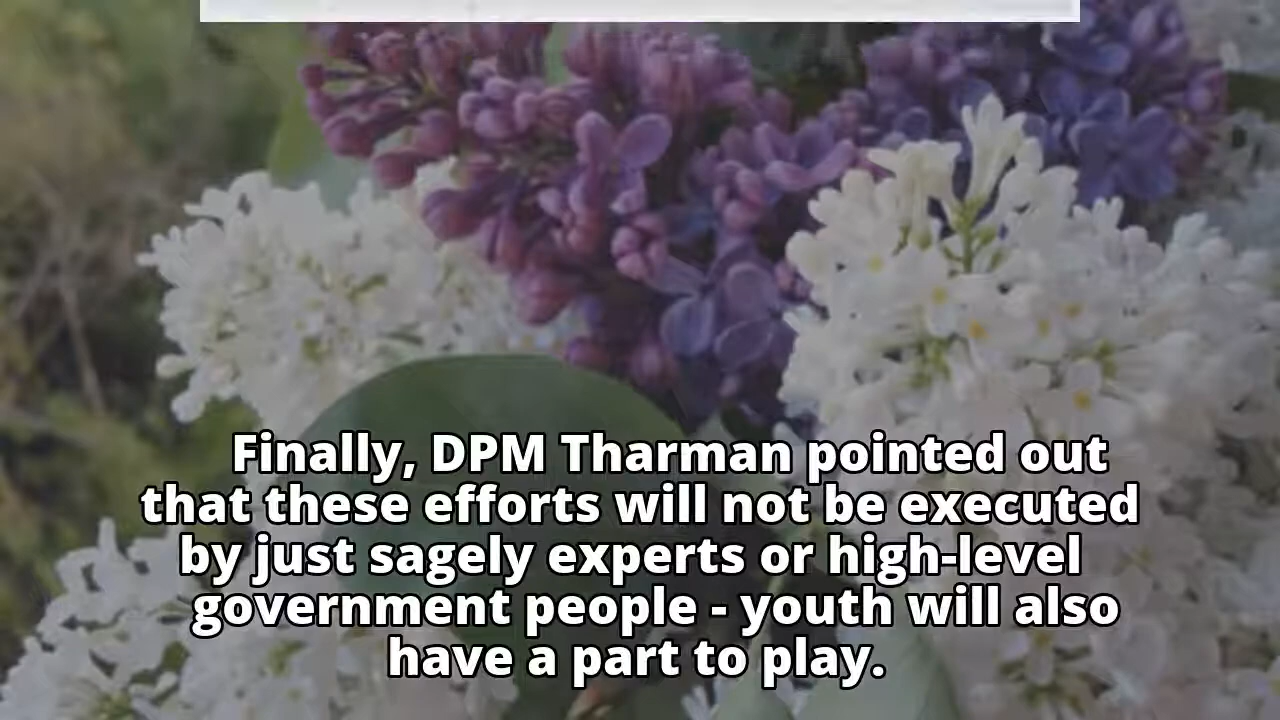 Finally, DPM Tharman pointed out
that these efforts will not be executed
by just sagely experts or high-level
government people - youth will also
have a part to play.